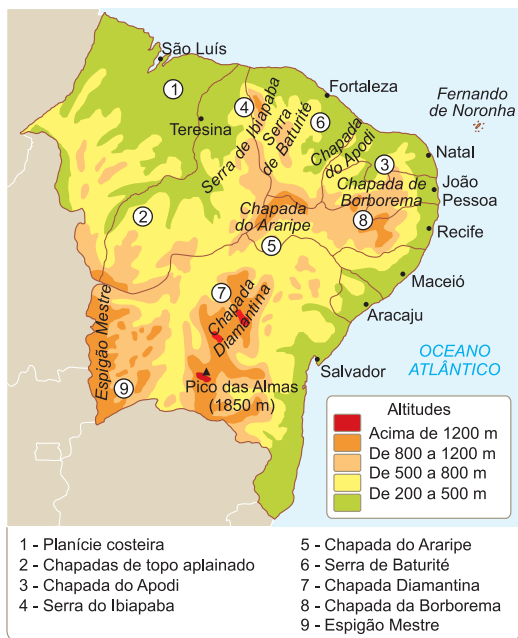 São Luís
1
Fortaleza
Fernando
de Noronha
4
Serra de Ibiapaba
Serra
de Baturité
6
Teresina
Chapada
do Apodi
3
Natal
Chapada de
Borborema
João
Pessoa
2
Chapada
do Araripe
8
Recife
5
Maceió
7
Chapada
Diamantina
Aracaju
Espigão Mestre
OCEANO
ATLÂNTICO
Salvador
Pico das Almas
(1850 m)
9
Altitudes
Acima de 1200 m
De 800 a 1200 m
De 500 a 800 m
De 200 a 500 m
1 - Planície costeira
2 - Chapadas de topo aplainado
3 - Chapada do Apodi
4 - Serra do Ibiapaba
5 - Chapada do Araripe
6 - Serra de Baturité
7 - Chapada Diamantina
8 - Chapada da Borborema
9 - Espigão Mestre